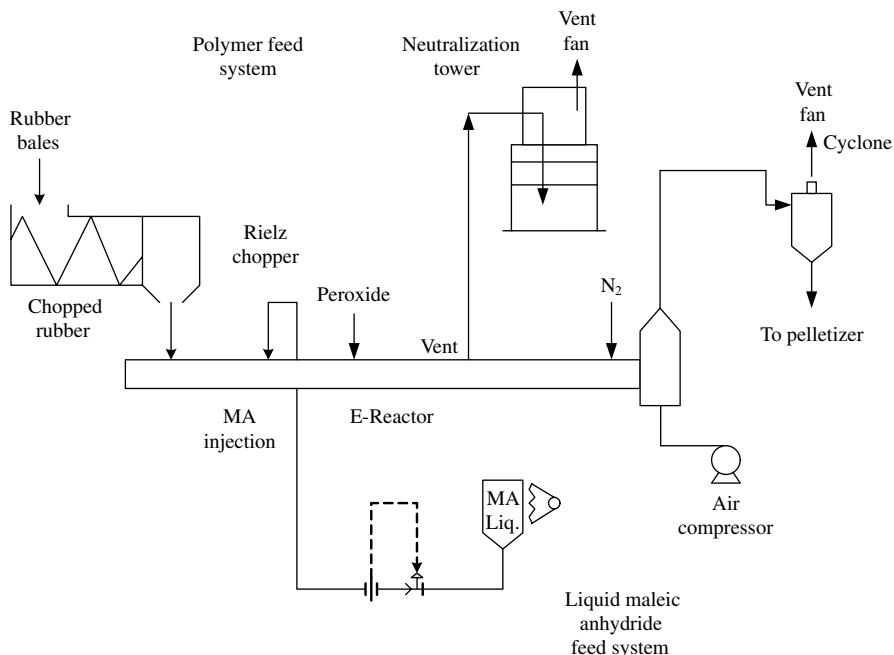 Polymer feed
system
Neutralization
tower
Vent
fan
Vent
fan
Cyclone
Rubber
bales
Rielz
chopper
Chopped
rubber
Peroxide
Vent
N₂
To pelletizer
MA
injection
E-Reactor
MA
Liq.
Air
compressor
Liquid maleic
anhydride
feed system